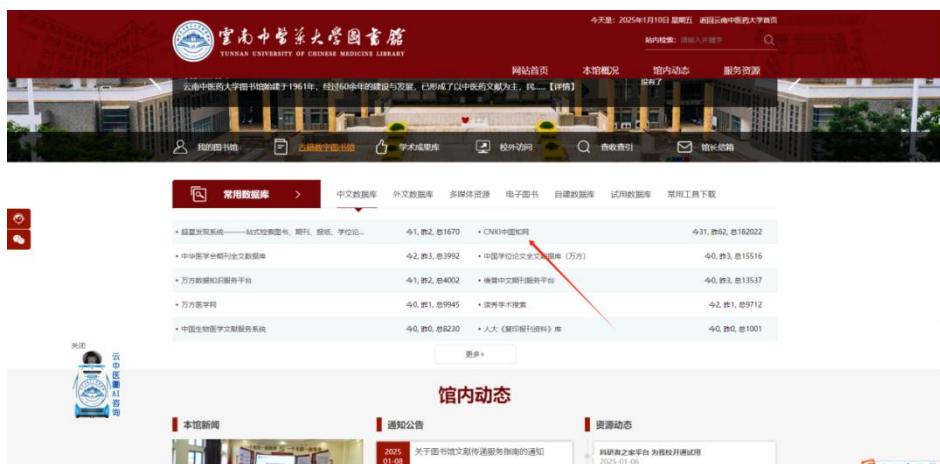 今天是：2025年1月10日 星期五 返回云南中医药大学首页
雲南中醫藥大學圖書館
YUNNAN UNIVERSITY OF CHINESE MEDICINE LIBRARY
站内检索：请输入关键字
网站首页 本馆概况 馆内动态 服务资源
云南中医药大学图书馆始建于1961年，经过60余年的建设与发展，已形成了以中医药文献为主，民......【详情】
没有了
我的图书馆 古籍数字图书馆 学术成果库 校外访问 查收查引 馆长信箱
常用数据库 > 中文数据库 外文数据库 多媒体资源 电子图书 自建数据库 试用数据库 常用工具下载
• 超星发现系统——一站式检索图书、期刊、报纸、学位论... 今1, 昨2, 总1670 • CNKI中国知网 今31, 昨62, 总182022
• 中华医学会期刊全文数据库 今2, 昨3, 总3992 • 中国学位论文全文数据库（万方） 今0, 昨3, 总15516
• 万方数据知识服务平台 今1, 昨2, 总4002 • 维普中文期刊服务平台 今0, 昨3, 总13537
• 万方医学网 今0, 昨1, 总9945 • 读秀学术搜索 今2, 昨1, 总9712
• 中国生物医学文献服务系统 今0, 昨0, 总8230 • 人大《复印报刊资料》库 今0, 昨0, 总1001
更多+
关闭
云中医图AI咨询
馆内动态
本馆新闻 通知公告 资源动态
2025
01-08
关于图书馆文献传递服务指南的通知
科研者之家平台 为我校开通试用
2025-01-06